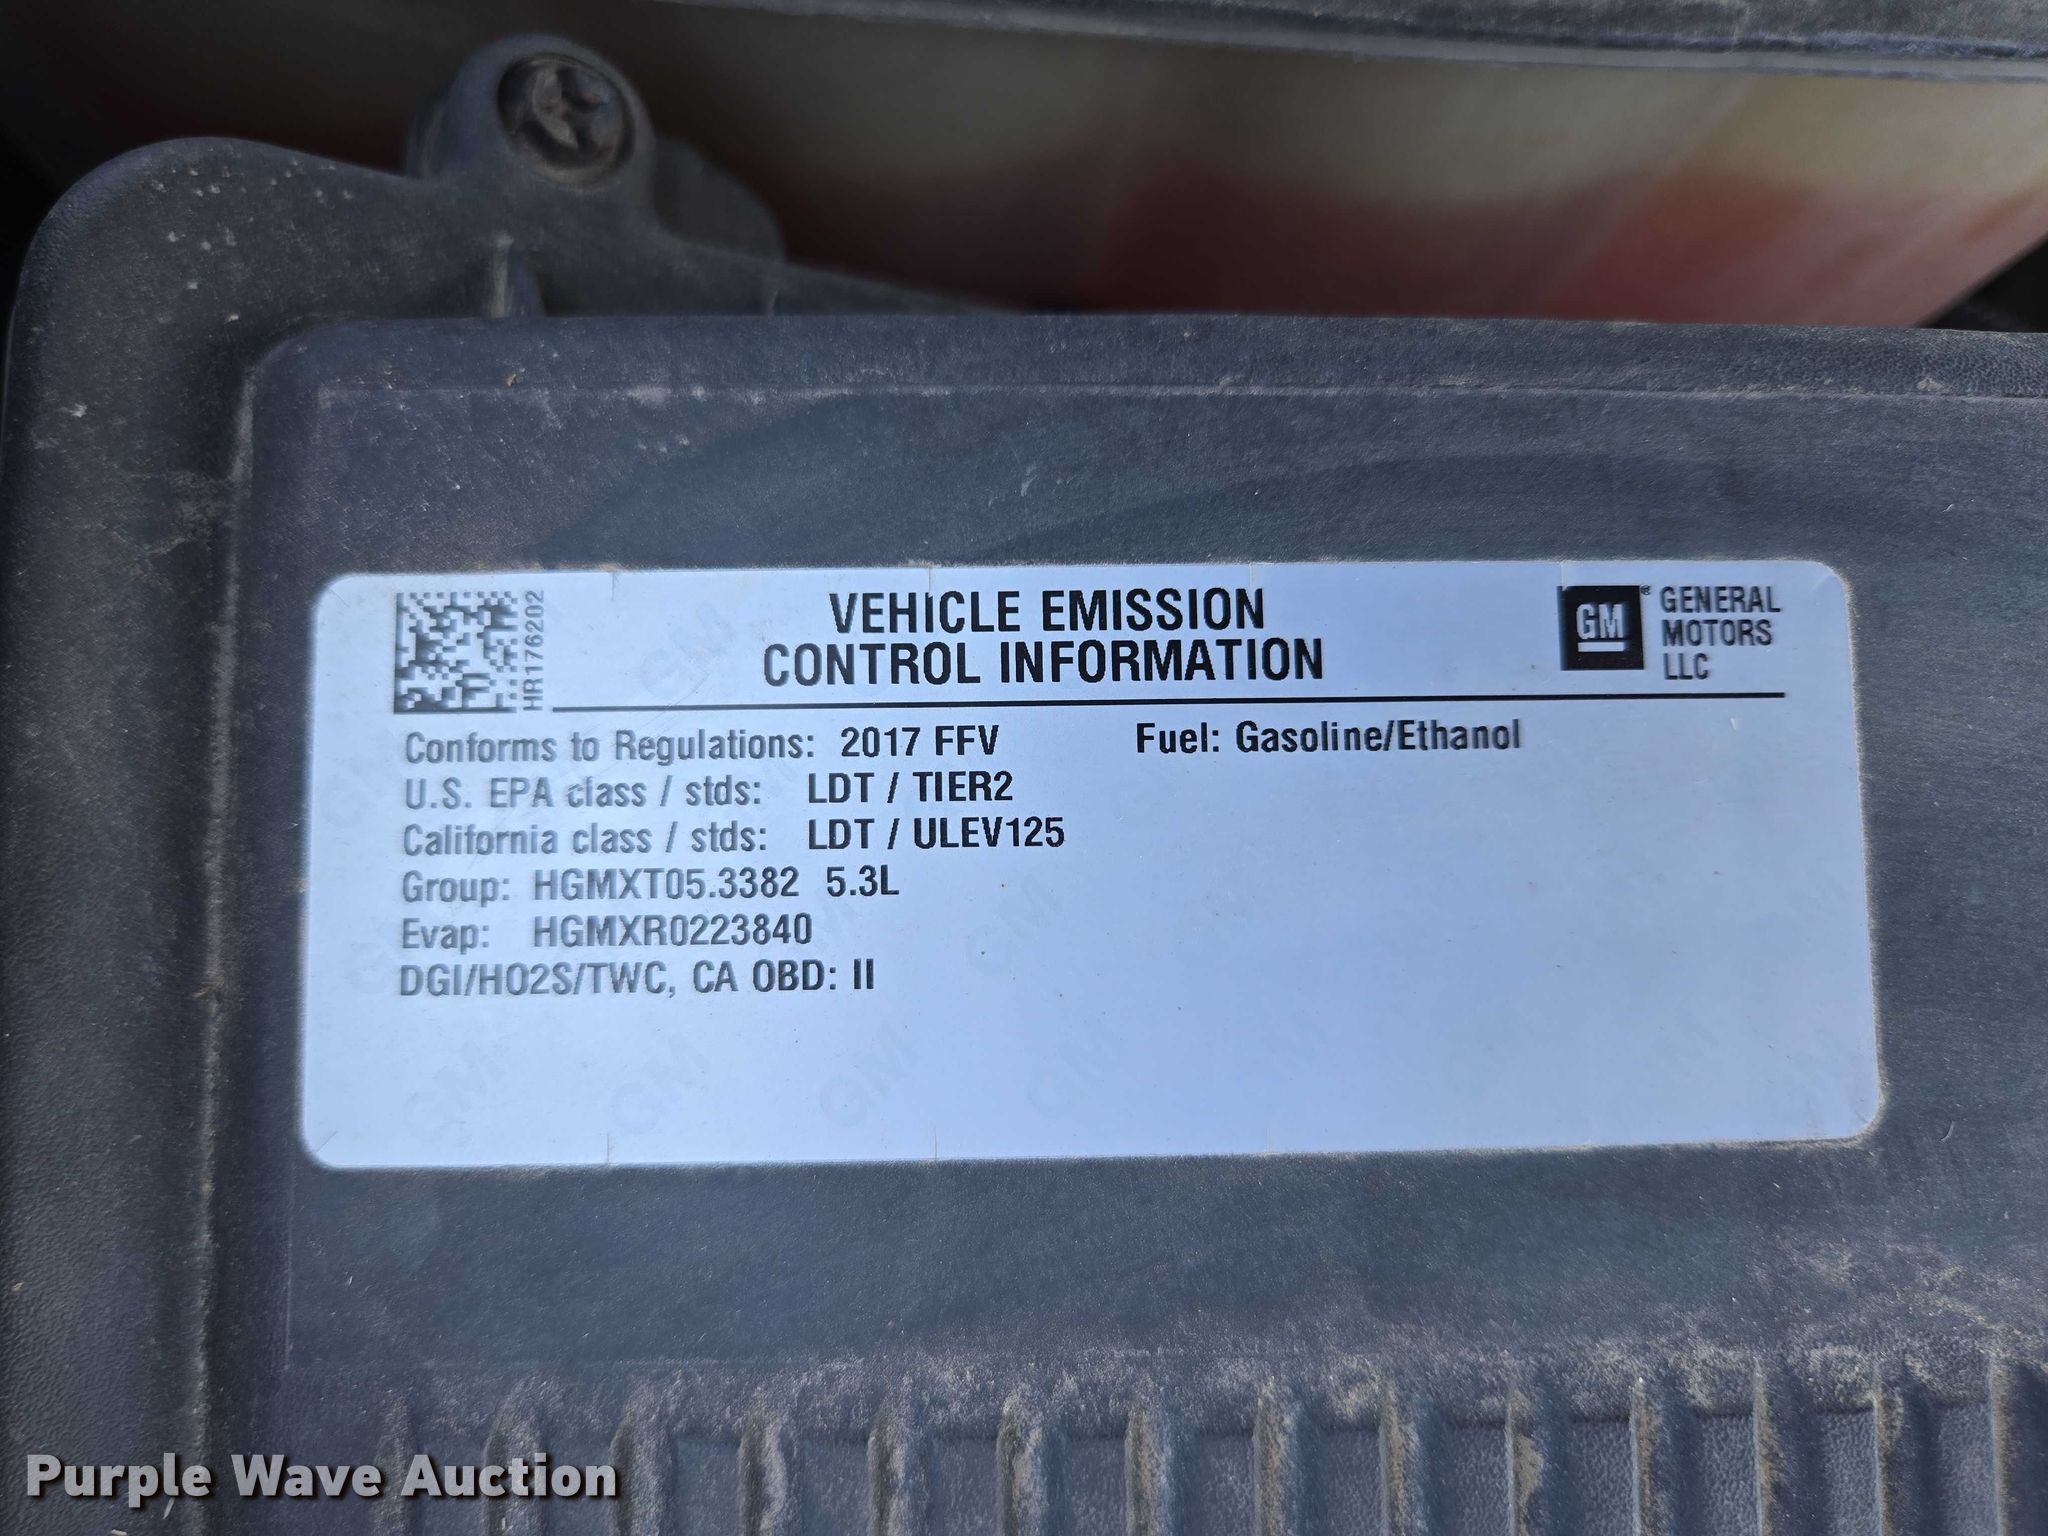 HR176202
VEHICLE EMISSION
CONTROL INFORMATION
GM
® GENERAL
MOTORS
LLC
Conforms to Regulations: 2017 FFV Fuel: Gasoline/Ethanol
U.S. EPA class / stds: LDT / TIER2
California class / stds: LDT / ULEV125
Group: HGMXT05.3382 5.3L
Evap: HGMXR0223840
DGI/HO2S/TWC, CA OBD: II
Purple Wave Auction